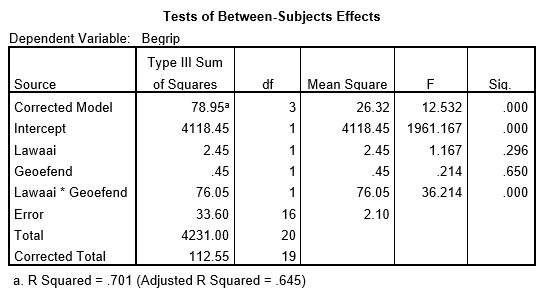 Tests of Between-Subjects Effects
Dependent Variable: Begrip
Source Type III Sum of Squares df Mean Square F Sig.
Corrected Model 78.95ª 3 26.32 12.532 .000
Intercept 4118.45 1 4118.45 1961.167 .000
Lawaai 2.45 1 2.45 1.167 .296
Geoefend .45 1 .45 .214 .650
Lawaai * Geoefend 76.05 1 76.05 36.214 .000
Error 33.60 16 2.10
Total 4231.00 20
Corrected Total 112.55 19
a. R Squared = .701 (Adjusted R Squared = .645)